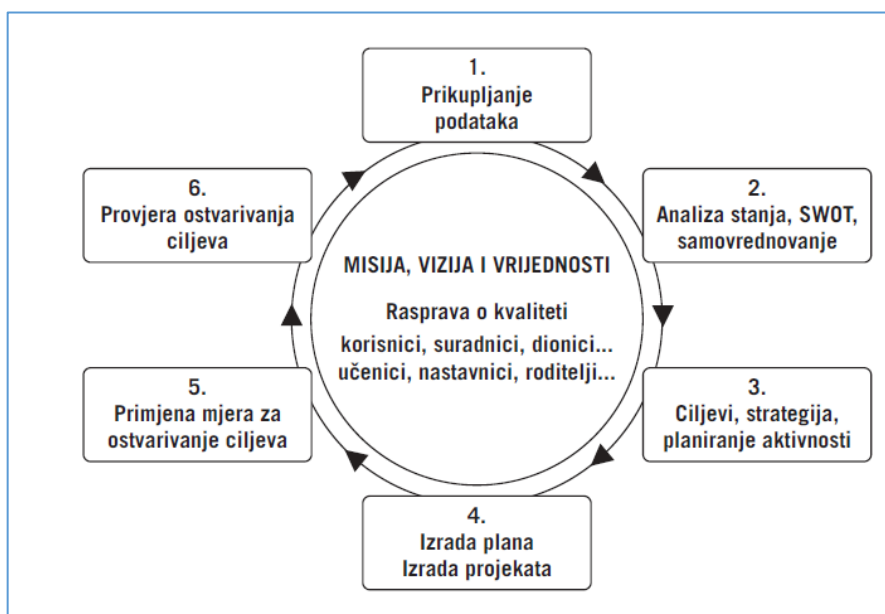 1.
Prikupljanje
podataka
2.
Analiza stanja, SWOT,
samovrednovanje
3.
Ciljevi, strategija,
planiranje aktivnosti
4.
Izrada plana
Izrada projekata
5.
Primjena mjera za
ostvarivanje ciljeva
6.
Provjera ostvarivanja
ciljeva
MISIJA, VIZIJA I VRIJEDNOSTI
Rasprava o kvaliteti
korisnici, suradnici, dionici...
učenici, nastavnici, roditelji...